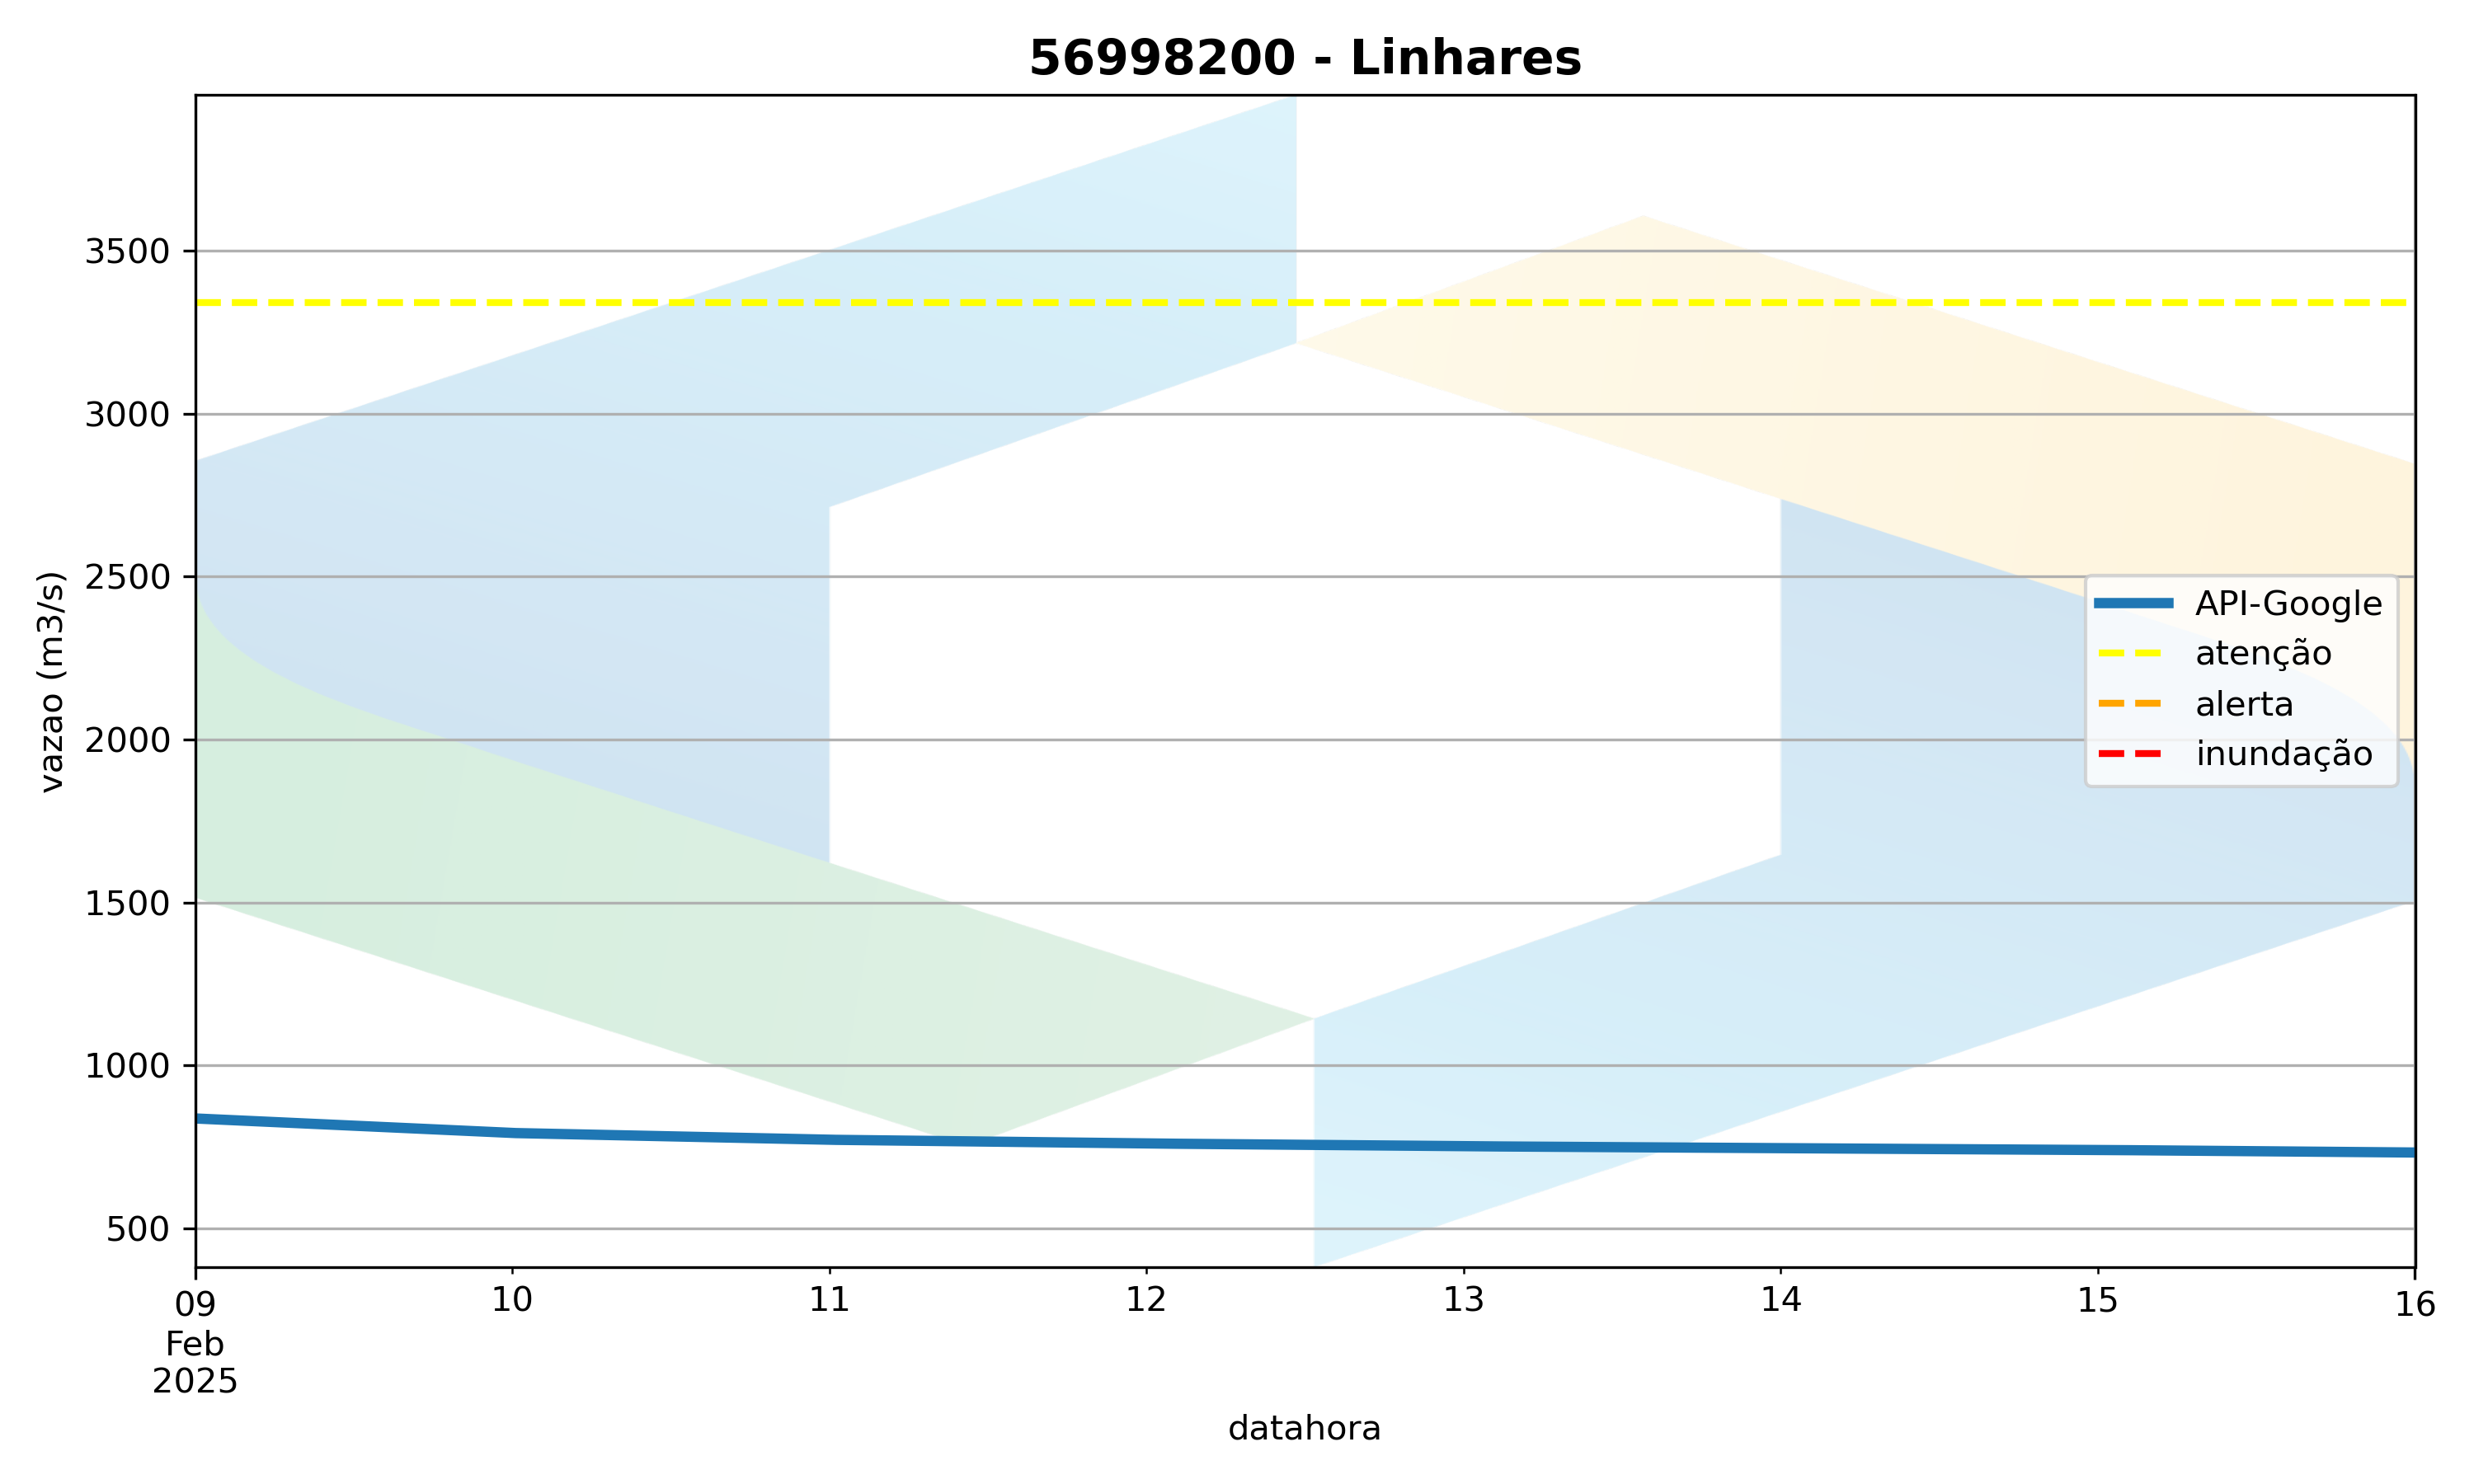 56998200 - Linhares
vazao (m3/s)
3500
3000
2500
2000
1500
1000
500
API-Google
atenção
alerta
inundação
09 10 11 12 13 14 15 16
Feb
2025
datahora